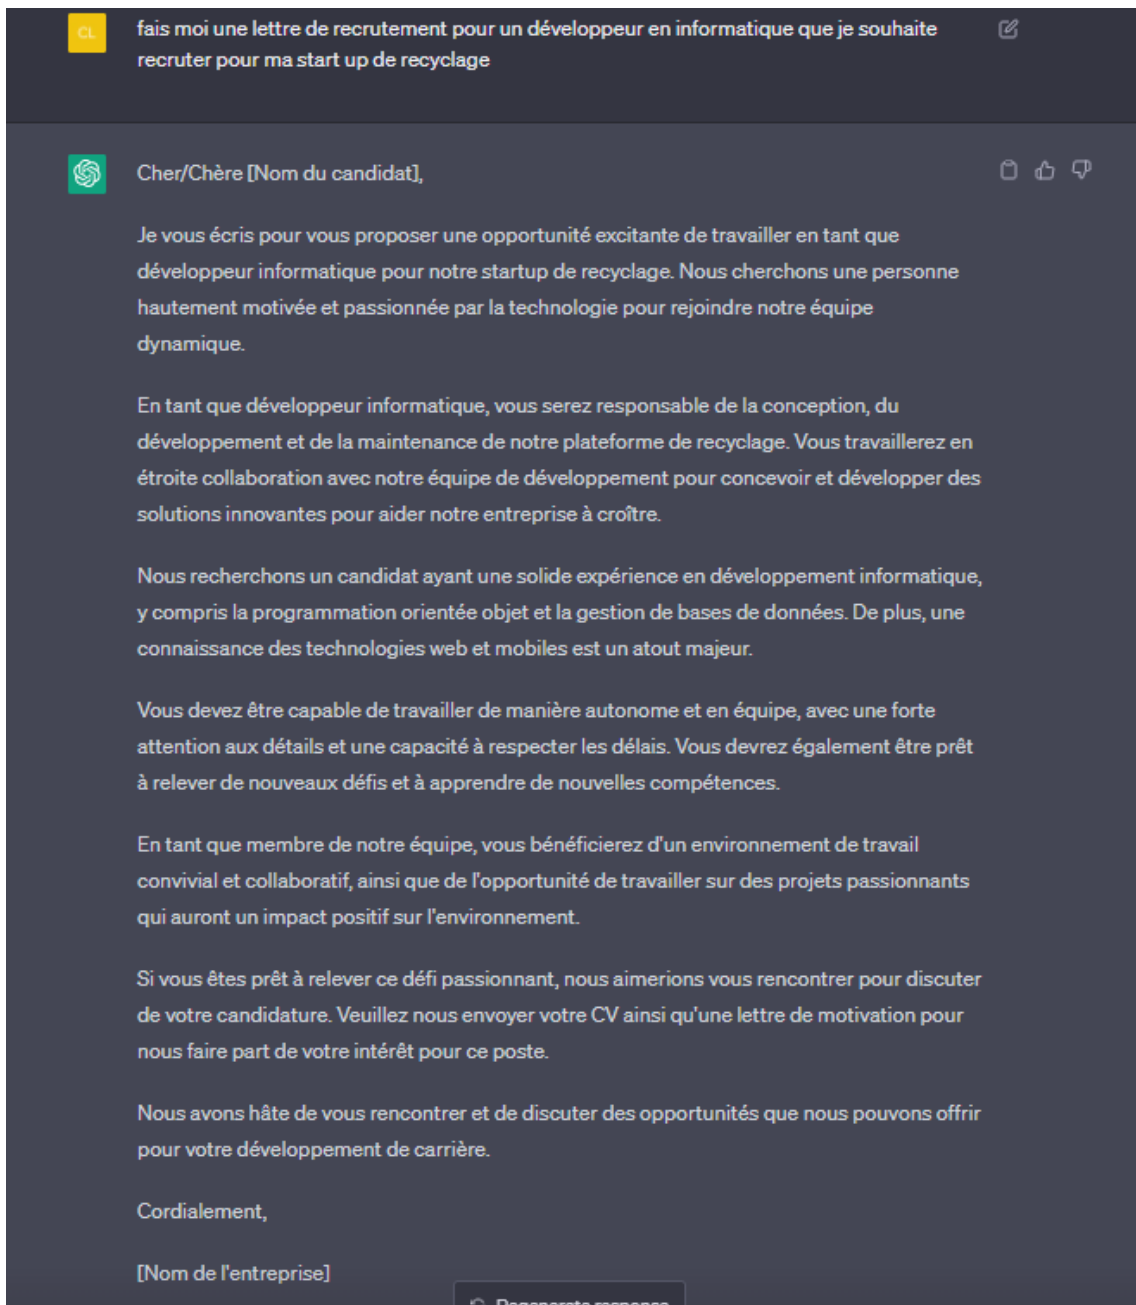 CL
fais moi une lettre de recrutement pour un développeur en informatique que je souhaite
recruter pour ma start up de recyclage
Cher/Chère [Nom du candidat],
Je vous écris pour vous proposer une opportunité excitante de travailler en tant que
développeur informatique pour notre startup de recyclage. Nous cherchons une personne
hautement motivée et passionnée par la technologie pour rejoindre notre équipe
dynamique.
En tant que développeur informatique, vous serez responsable de la conception, du
développement et de la maintenance de notre plateforme de recyclage. Vous travaillerez en
étroite collaboration avec notre équipe de développement pour concevoir et développer des
solutions innovantes pour aider notre entreprise à croître.
Nous recherchons un candidat ayant une solide expérience en développement informatique,
y compris la programmation orientée objet et la gestion de bases de données. De plus, une
connaissance des technologies web et mobiles est un atout majeur.
Vous devez être capable de travailler de manière autonome et en équipe, avec une forte
attention aux détails et une capacité à respecter les délais. Vous devrez également être prêt
à relever de nouveaux défis et à apprendre de nouvelles compétences.
En tant que membre de notre équipe, vous bénéficierez d'un environnement de travail
convivial et collaboratif, ainsi que de l'opportunité de travailler sur des projets passionnants
qui auront un impact positif sur l'environnement.
Si vous êtes prêt à relever ce défi passionnant, nous aimerions vous rencontrer pour discuter
de votre candidature. Veuillez nous envoyer votre CV ainsi qu'une lettre de motivation pour
nous faire part de votre intérêt pour ce poste.
Nous avons hâte de vous rencontrer et de discuter des opportunités que nous pouvons offrir
pour votre développement de carrière.
Cordialement,
[Nom de l'entreprise]
Regenerate response